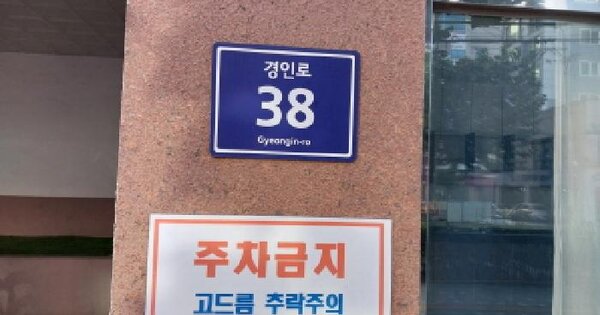 경인로
38
Gyeongin-ro
주차금지
고드름 추락주의